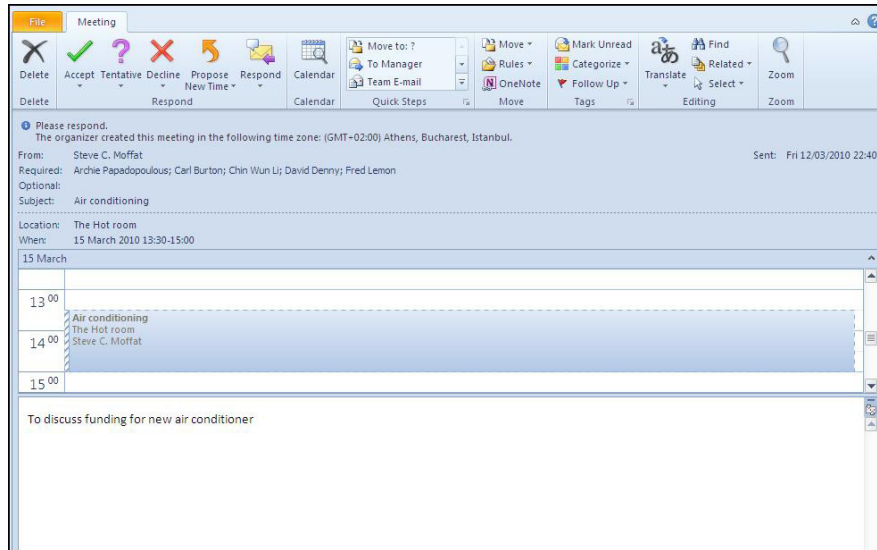 File Meeting
Move to: ? Move Mark Unread Find
To Manager Rules Categorize Related
Delete Accept Tentative Decline Propose New Time Respond Calendar Team E-mail OneNote Follow Up Translate Select Zoom
Delete Respond Calendar Quick Steps Move Tags Editing Zoom
Please respond.
The organizer created this meeting in the following time zone: (GMT+02:00) Athens, Bucharest, Istanbul.
From: Steve C. Moffat Sent: Fri 12/03/2010 22:40
Required: Archie Papadopoulous; Carl Burton; Chin Wun Li; David Denny; Fred Lemon
Optional:
Subject: Air conditioning
Location: The Hot room
When: 15 March 2010 13:30-15:00
15 March
13 00
Air conditioning
The Hot room
14 00 Steve C. Moffat
15 00
To discuss funding for new air conditioner